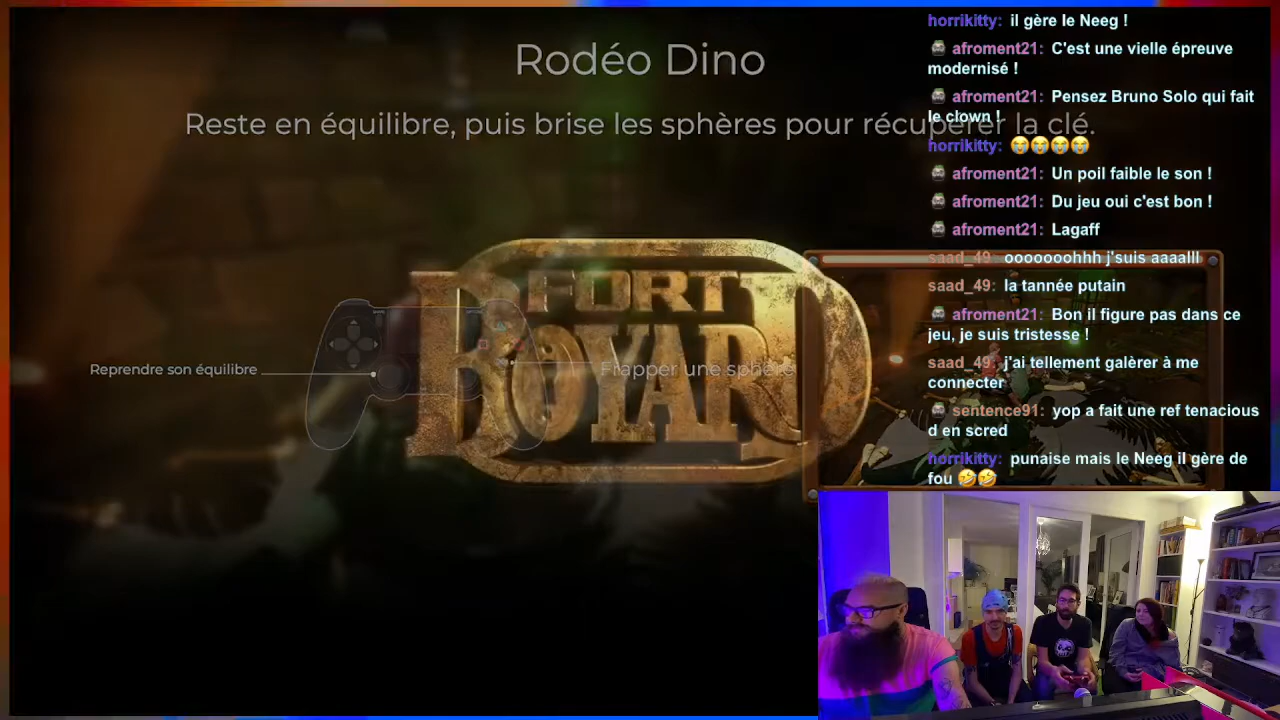 Rodéo Dino
Reste en équilibre, puis brise les sphères pour récupérer la clé.
FORT
BOYARD
Reprendre son équilibre
Frapper une sphère
horrikitty: il gère le Neeg !
afroment21: C'est une vielle épreuve
modernisé !
afroment21: Pensez Bruno Solo qui fait
le clown !
horrikitty: 😭😭😭😭
afroment21: Un poil faible le son !
afroment21: Du jeu oui c'est bon !
afroment21: Lagaff
saad_49: ooooooohhh j'suis aaaalll
saad_49: la tannée putain
afroment21: Bon il figure pas dans ce
jeu, je suis tristesse !
saad_49: j'ai tellement galèrer à me
connecter
sentence91: yop a fait une ref tenacious
d en scred
horrikitty: punaise mais le Neeg il gère de
fou 🤣🤣